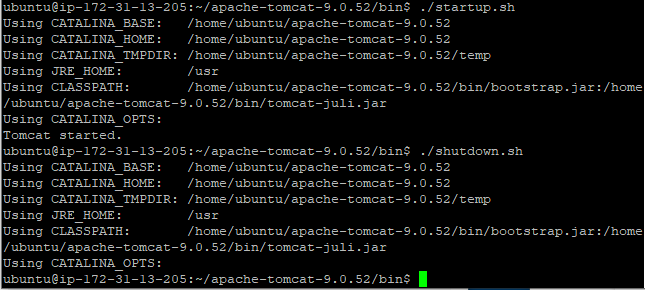 ubuntu@ip-172-31-13-205:~/apache-tomcat-9.0.52/bin$ ./startup.sh
Using CATALINA_BASE:   /home/ubuntu/apache-tomcat-9.0.52
Using CATALINA_HOME:   /home/ubuntu/apache-tomcat-9.0.52
Using CATALINA_TMPDIR: /home/ubuntu/apache-tomcat-9.0.52/temp
Using JRE_HOME:        /usr
Using CLASSPATH:       /home/ubuntu/apache-tomcat-9.0.52/bin/bootstrap.jar:/home
/ubuntu/apache-tomcat-9.0.52/bin/tomcat-juli.jar
Using CATALINA_OPTS:
Tomcat started.
ubuntu@ip-172-31-13-205:~/apache-tomcat-9.0.52/bin$ ./shutdown.sh
Using CATALINA_BASE:   /home/ubuntu/apache-tomcat-9.0.52
Using CATALINA_HOME:   /home/ubuntu/apache-tomcat-9.0.52
Using CATALINA_TMPDIR: /home/ubuntu/apache-tomcat-9.0.52/temp
Using JRE_HOME:        /usr
Using CLASSPATH:       /home/ubuntu/apache-tomcat-9.0.52/bin/bootstrap.jar:/home
/ubuntu/apache-tomcat-9.0.52/bin/tomcat-juli.jar
Using CATALINA_OPTS:
ubuntu@ip-172-31-13-205:~/apache-tomcat-9.0.52/bin$